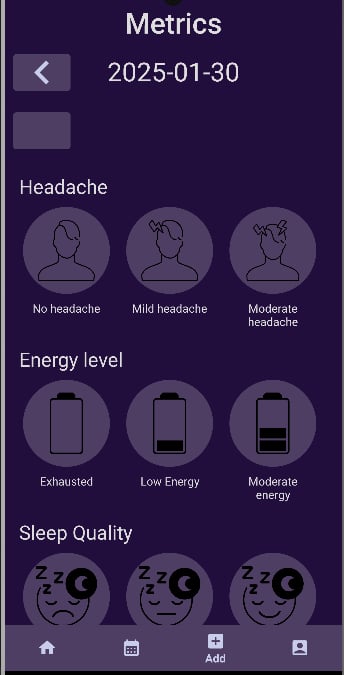 Metrics
2025-01-30
Headache
No headache
Mild headache
Moderate
headache
Energy level
Exhausted
Low Energy
Moderate
energy
Sleep Quality
Z z z
Z z z
Z z z
Add